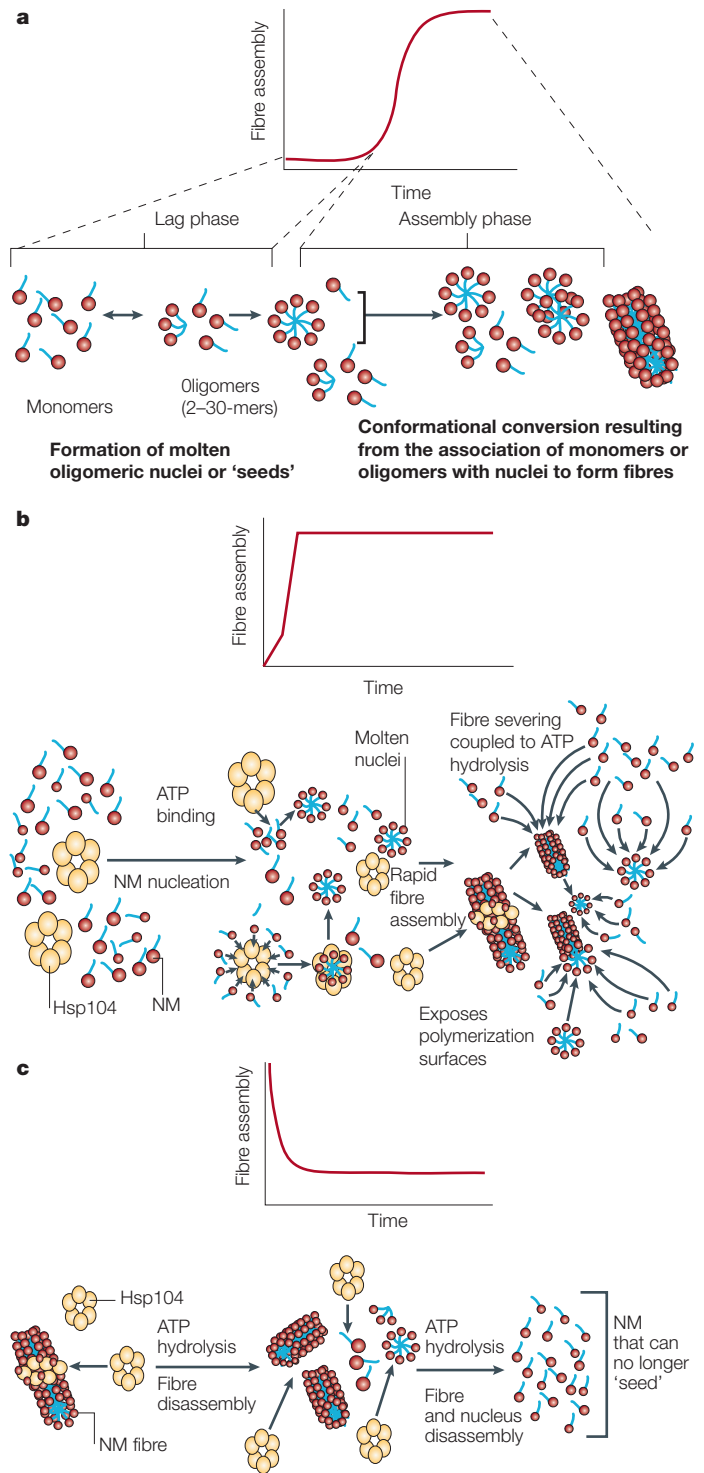 a
Fibre assembly
Time
Lag phase
Assembly phase
Monomers
0ligomers
(2–30-mers)
Formation of molten
oligomeric nuclei or ‘seeds’
Conformational conversion resulting
from the association of monomers or
oligomers with nuclei to form fibres
b
Fibre assembly
Time
Molten
nuclei
Fibre severing
coupled to ATP
hydrolysis
ATP
binding
NM nucleation
Rapid
fibre
assembly
Hsp104
NM
Exposes
polymerization
surfaces
c
Fibre assembly
Time
Hsp104
ATP
hydrolysis
Fibre
disassembly
NM fibre
ATP
hydrolysis
Fibre
and nucleus
disassembly
NM
that can
no longer
‘seed’